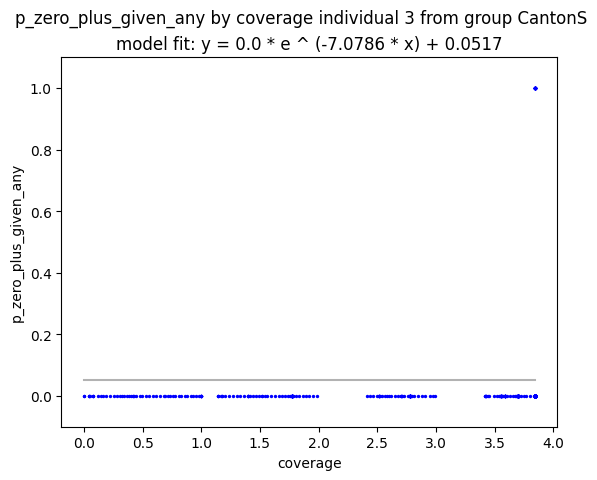 p_zero_plus_given_any by coverage individual 3 from group CantonS
model fit: y = 0.0 * e ^ (-7.0786 * x) + 0.0517
1.0
0.8
0.6
0.4
0.2
0.0
p_zero_plus_given_any
0.0 0.5 1.0 1.5 2.0 2.5 3.0 3.5 4.0
coverage